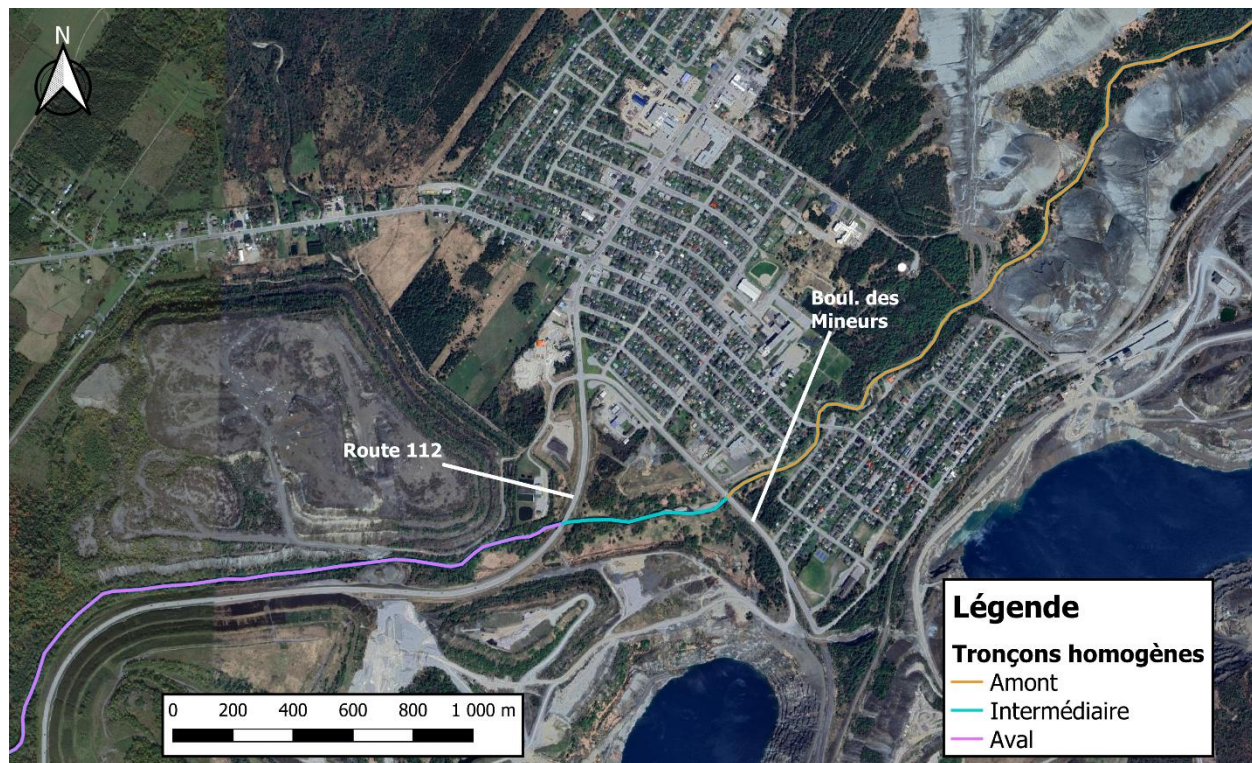 N
Boul. des
Mineurs
Route 112
0 200 400 600 800 1 000 m
Légende
Tronçons homogènes
Amont
Intermédiaire
Aval